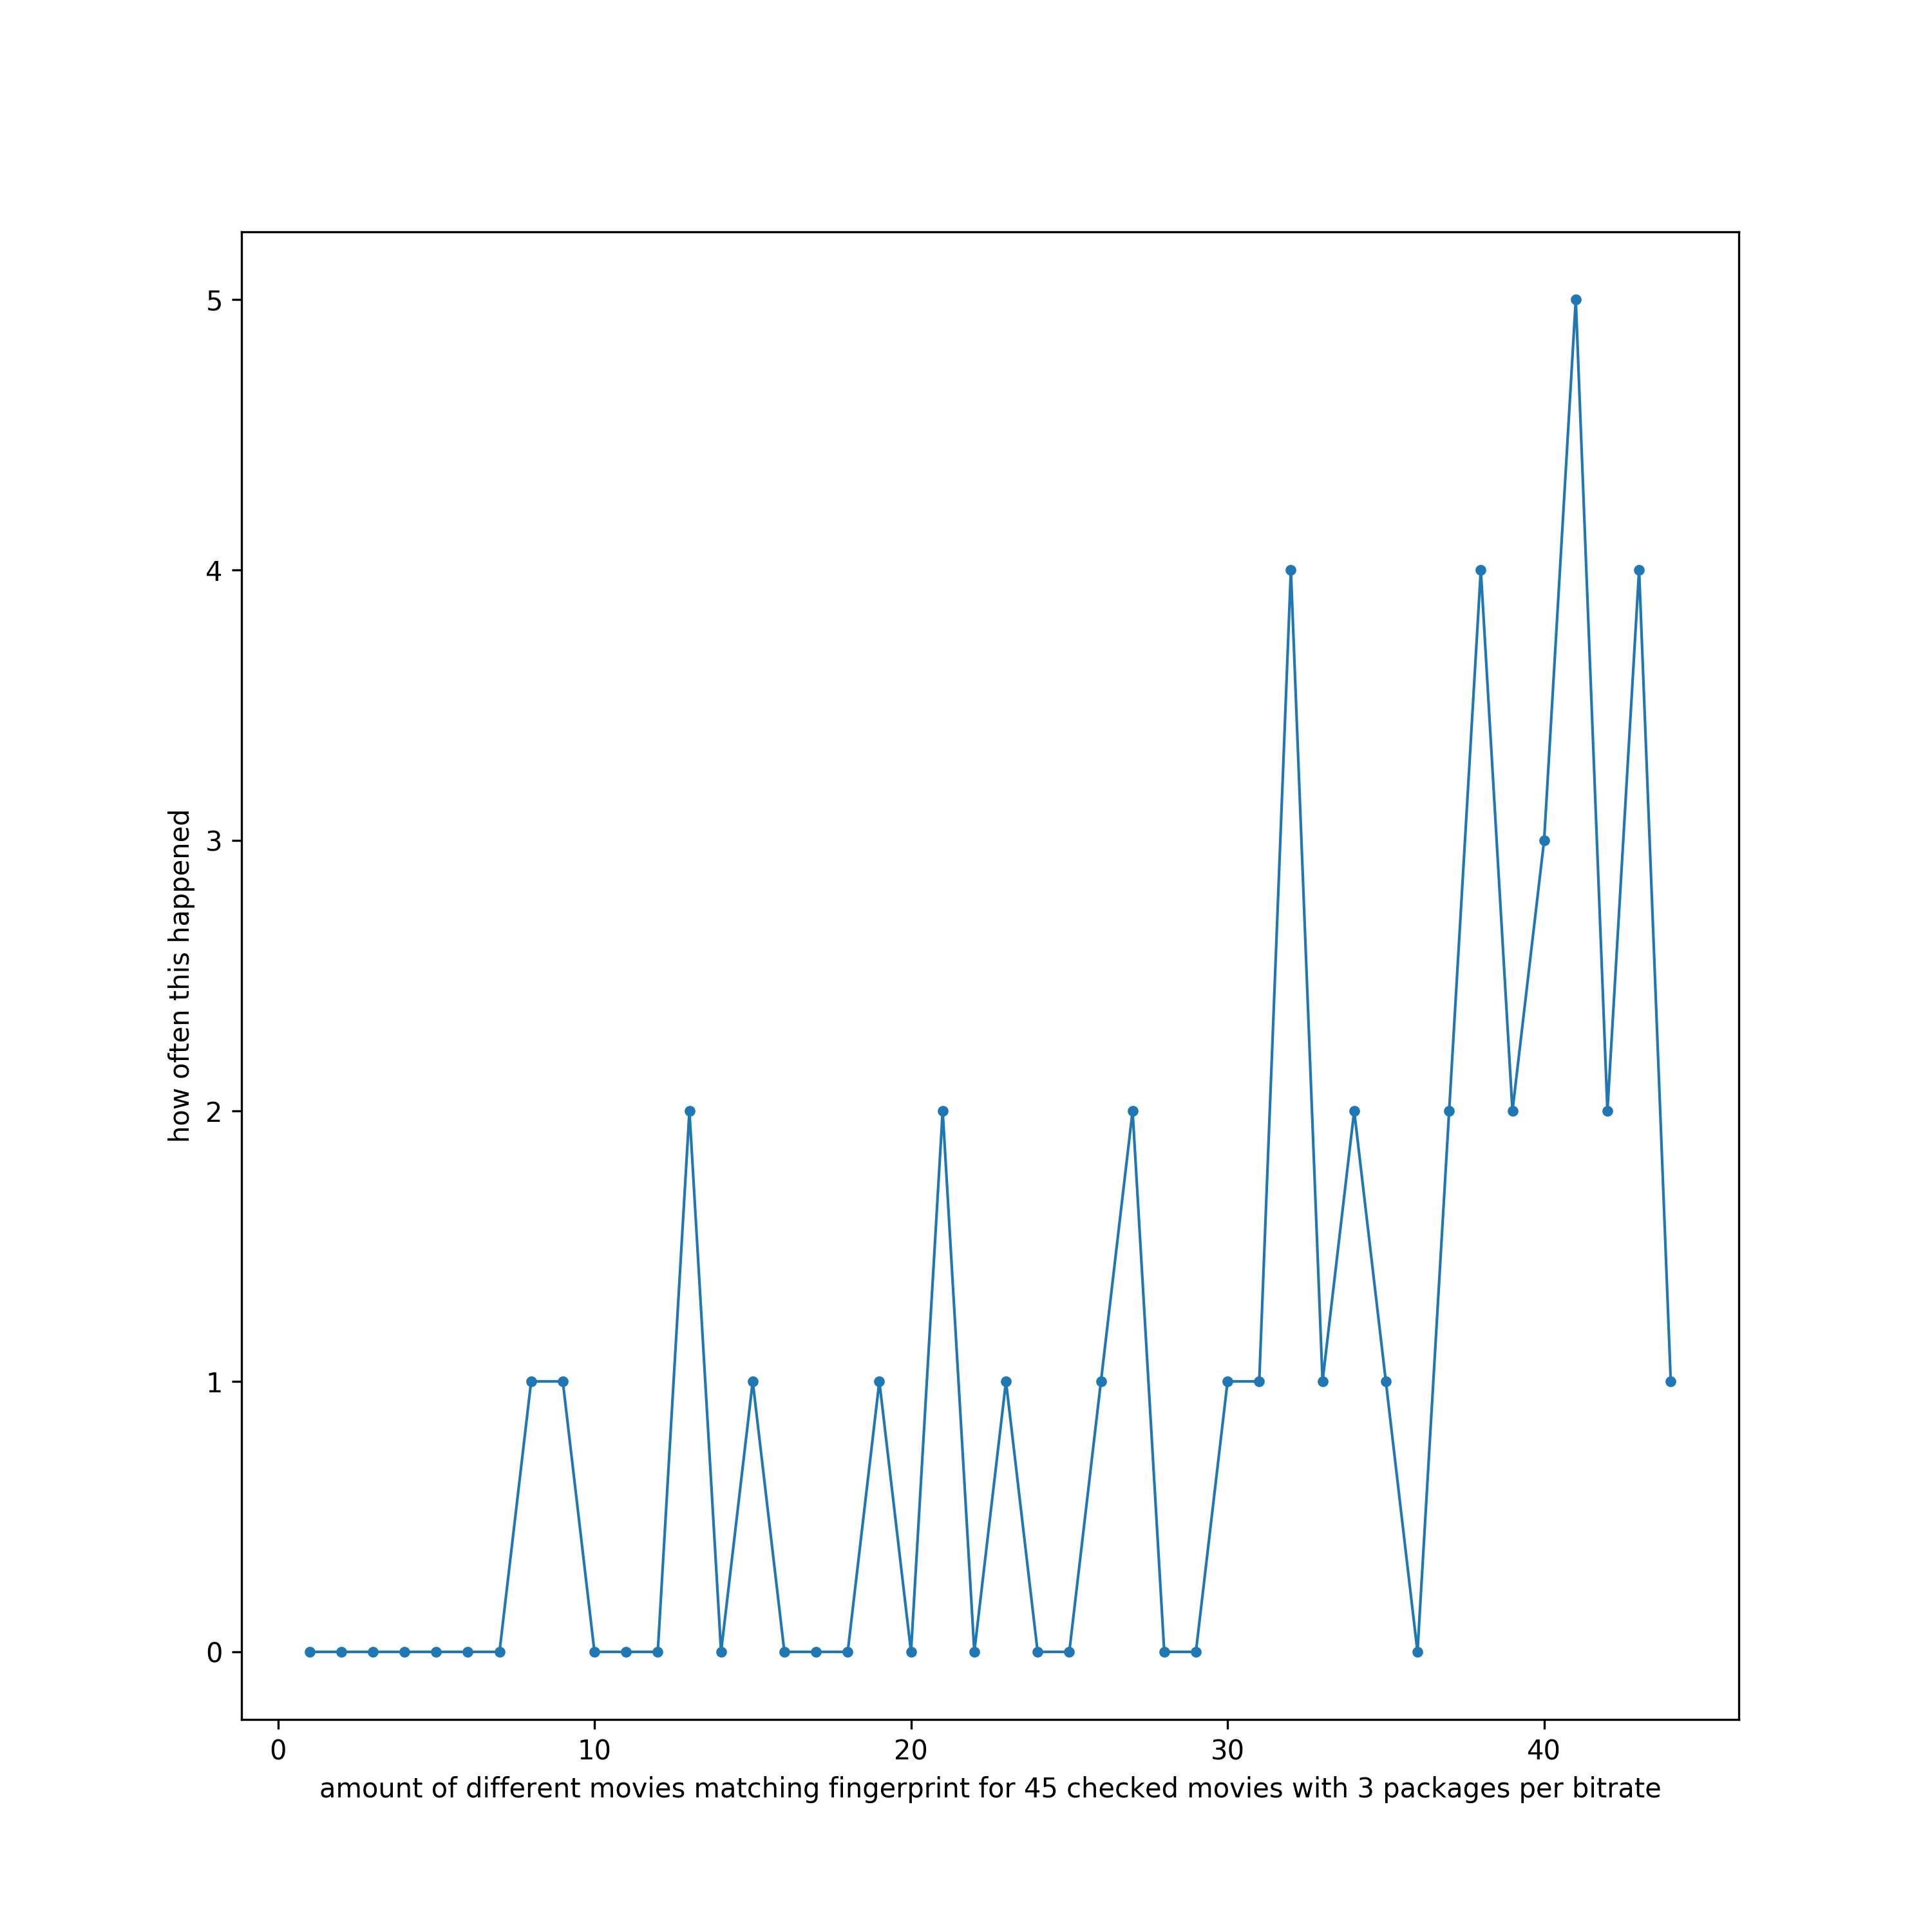 5
4
3
2
1
0
how often this happened
0 10 20 30 40
amount of different movies matching fingerprint for 45 checked movies with 3 packages per bitrate